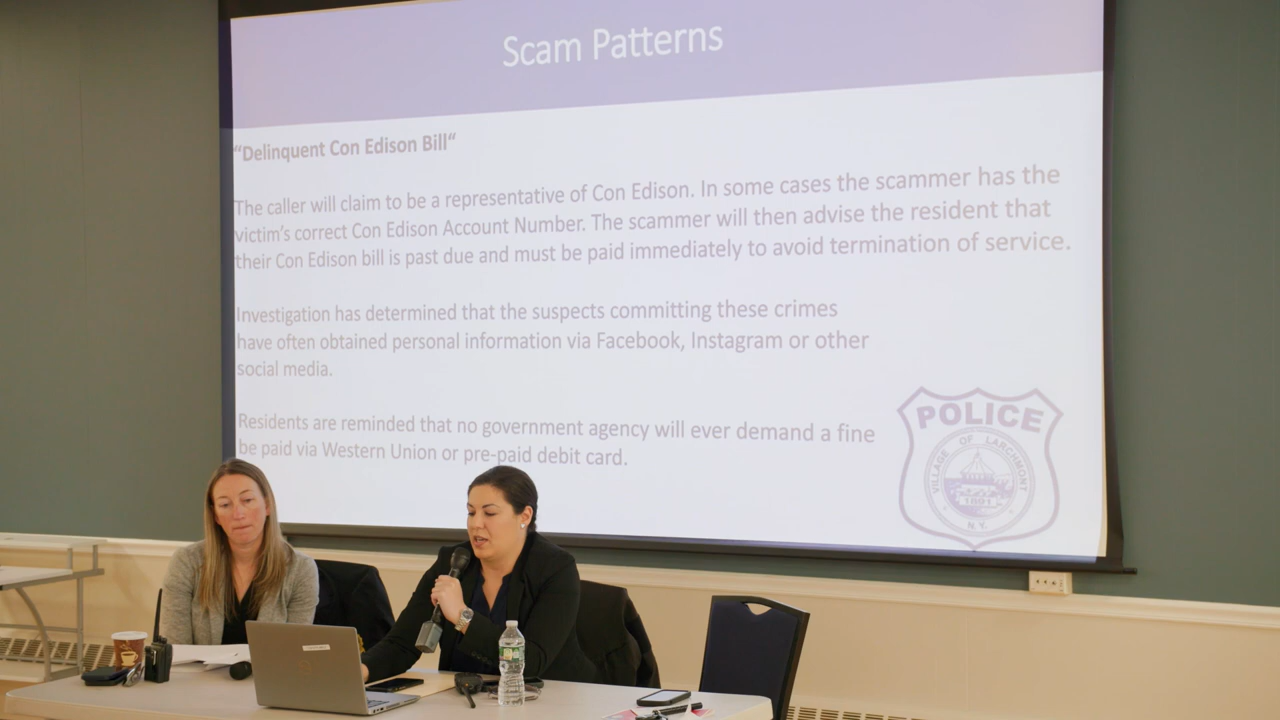 Scam Patterns
“Delinquent Con Edison Bill“
The caller will claim to be a representative of Con Edison. In some cases the scammer has the
victim's correct Con Edison Account Number. The scammer will then advise the resident that
their Con Edison bill is past due and must be paid immediately to avoid termination of service.
Investigation has determined that the suspects committing these crimes
have often obtained personal information via Facebook, Instagram or other
social media.
Residents are reminded that no government agency will ever demand a fine
be paid via Western Union or pre-paid debit card.
POLICE
VILLAGE OF LARCHMONT
1891
N.Y.